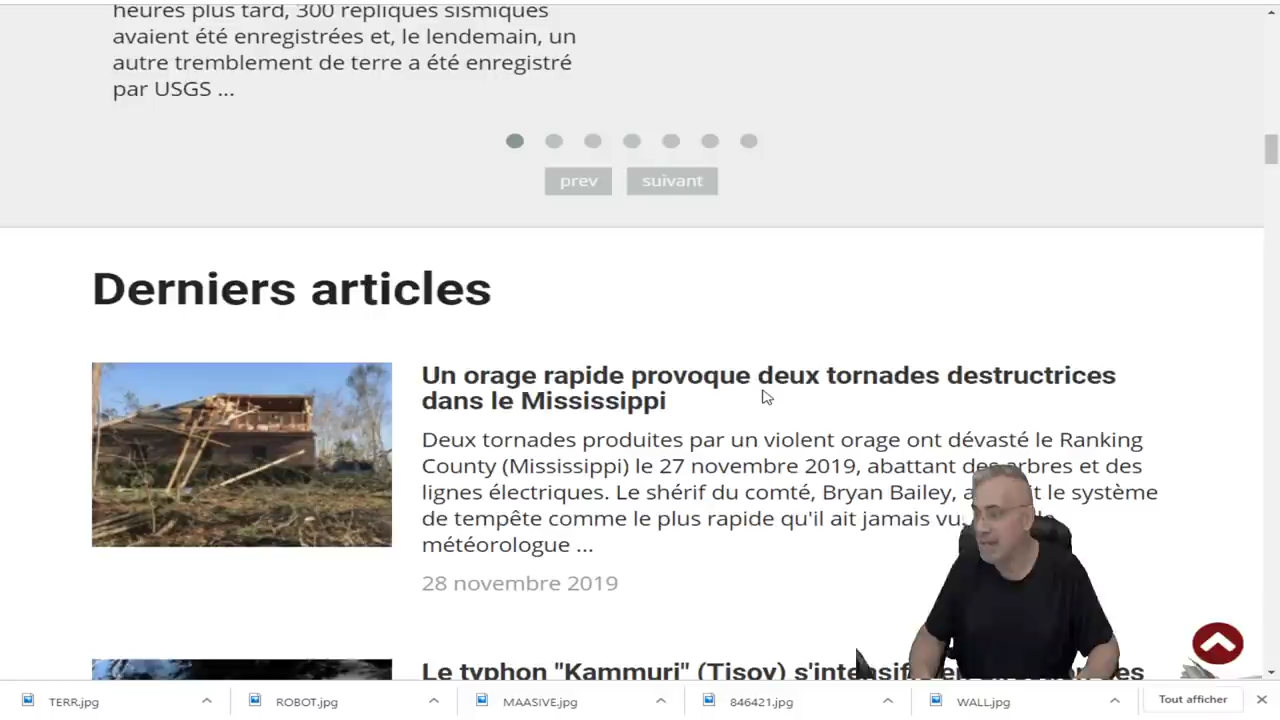 heures plus tard, 300 répliques sismiques
avaient été enregistrées et, le lendemain, un
autre tremblement de terre a été enregistré
par USGS ...
prev
suivant
Derniers articles
Un orage rapide provoque deux tornades destructrices
dans le Mississippi
Deux tornades produites par un violent orage ont dévasté le Ranking
County (Mississippi) le 27 novembre 2019, abattant des arbres et des
lignes électriques. Le shérif du comté, Bryan Bailey, le système
de tempête comme le plus rapide qu'il ait jamais vu.
météorologue ...
28 novembre 2019
Le typhon "Kammuri" (Tisoy) s'intensifie en
TERR.jpg
ROBOT.jpg
MAASIVE.jpg
846421.jpg
WALL.jpg
Tout afficher